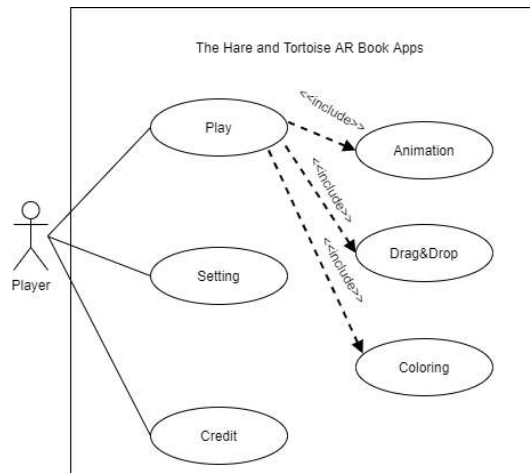 The Hare and Tortoise AR Book Apps
<<include>>
Play
Animation
<<include>>
Drag&Drop
<<include>>
Player
Setting
Coloring
Credit